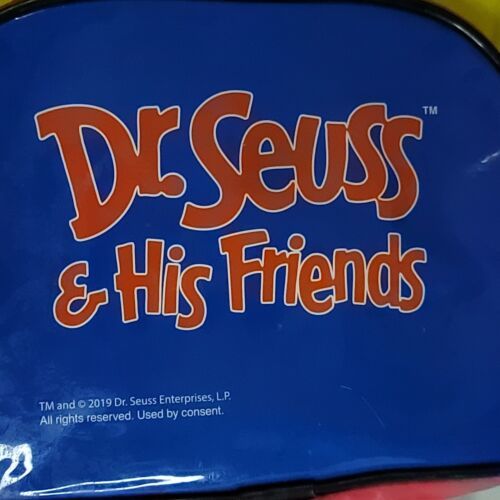 Dr. Seuss™
& His Friends
TM and © 2019 Dr. Seuss Enterprises, L.P.
All rights reserved. Used by consent.